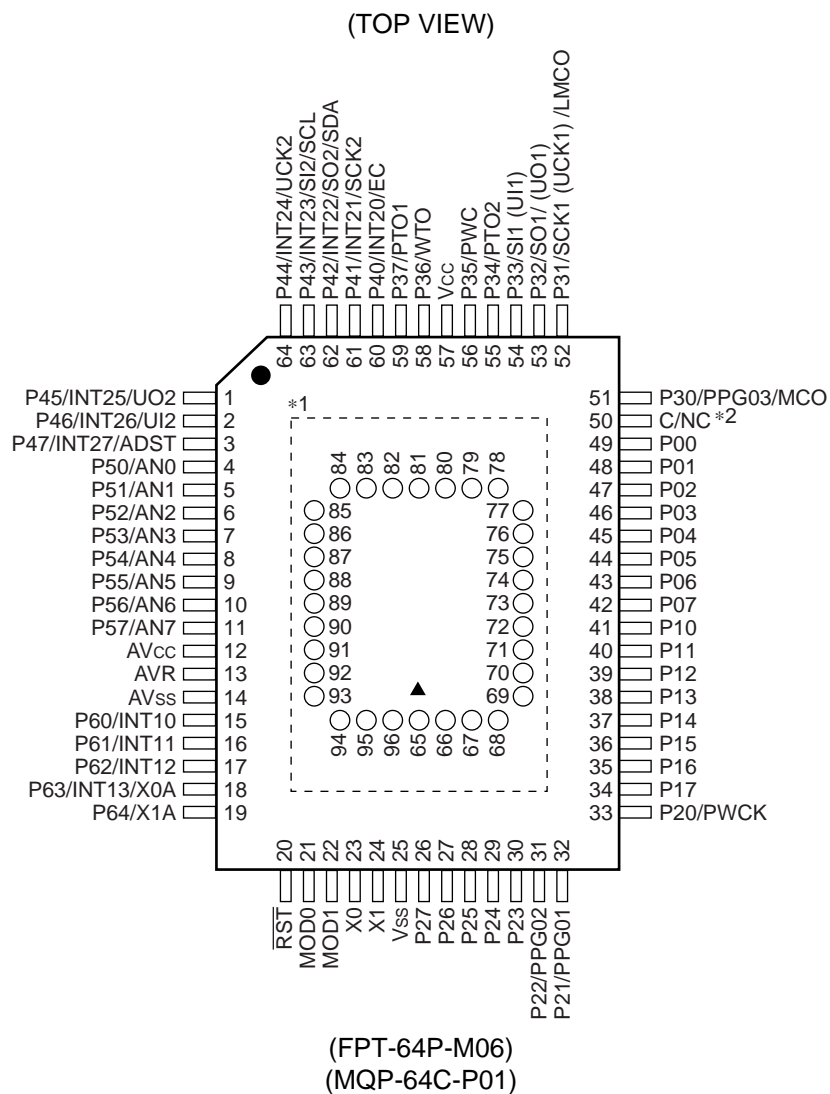 (TOP VIEW)
P44/INT24/UCK2
P43/INT23/SI2/SCL
P42/INT22/SO2/SDA
P41/INT21/SCK2
P40/INT20/EC
P37/PTO1
P36/WTO
Vcc
P35/PWC
P34/PTO2
P33/SI1 (UI1)
P32/SO1/ (UO1)
P31/SCK1 (UCK1) /LMCO
64 63 62 61 60 59 58 57 56 55 54 53 52
P45/INT25/UO2 1
P46/INT26/UI2 2
P47/INT27/ADST 3
P50/AN0 4
P51/AN1 5
P52/AN2 6
P53/AN3 7
P54/AN4 8
P55/AN5 9
P56/AN6 10
P57/AN7 11
AVcc 12
AVR 13
AVss 14
P60/INT10 15
P61/INT11 16
P62/INT12 17
P63/INT13/X0A 18
P64/X1A 19
*1
84 83 82 81 80 79 78
85 77
86 76
87 75
88 74
89 73
90 72
91 71
92 70
93 69
94 95 96 65 66 67 68
51 P30/PPG03/MCO
50 C/NC *2
49 P00
48 P01
47 P02
46 P03
45 P04
44 P05
43 P06
42 P07
41 P10
40 P11
39 P12
38 P13
37 P14
36 P15
35 P16
34 P17
33 P20/PWCK
20 21 22 23 24 25 26 27 28 29 30 31 32
RST
MOD0
MOD1
X0
X1
Vss
P27
P26
P25
P24
P23
P22/PPG02
P21/PPG01
(FPT-64P-M06)
(MQP-64C-P01)